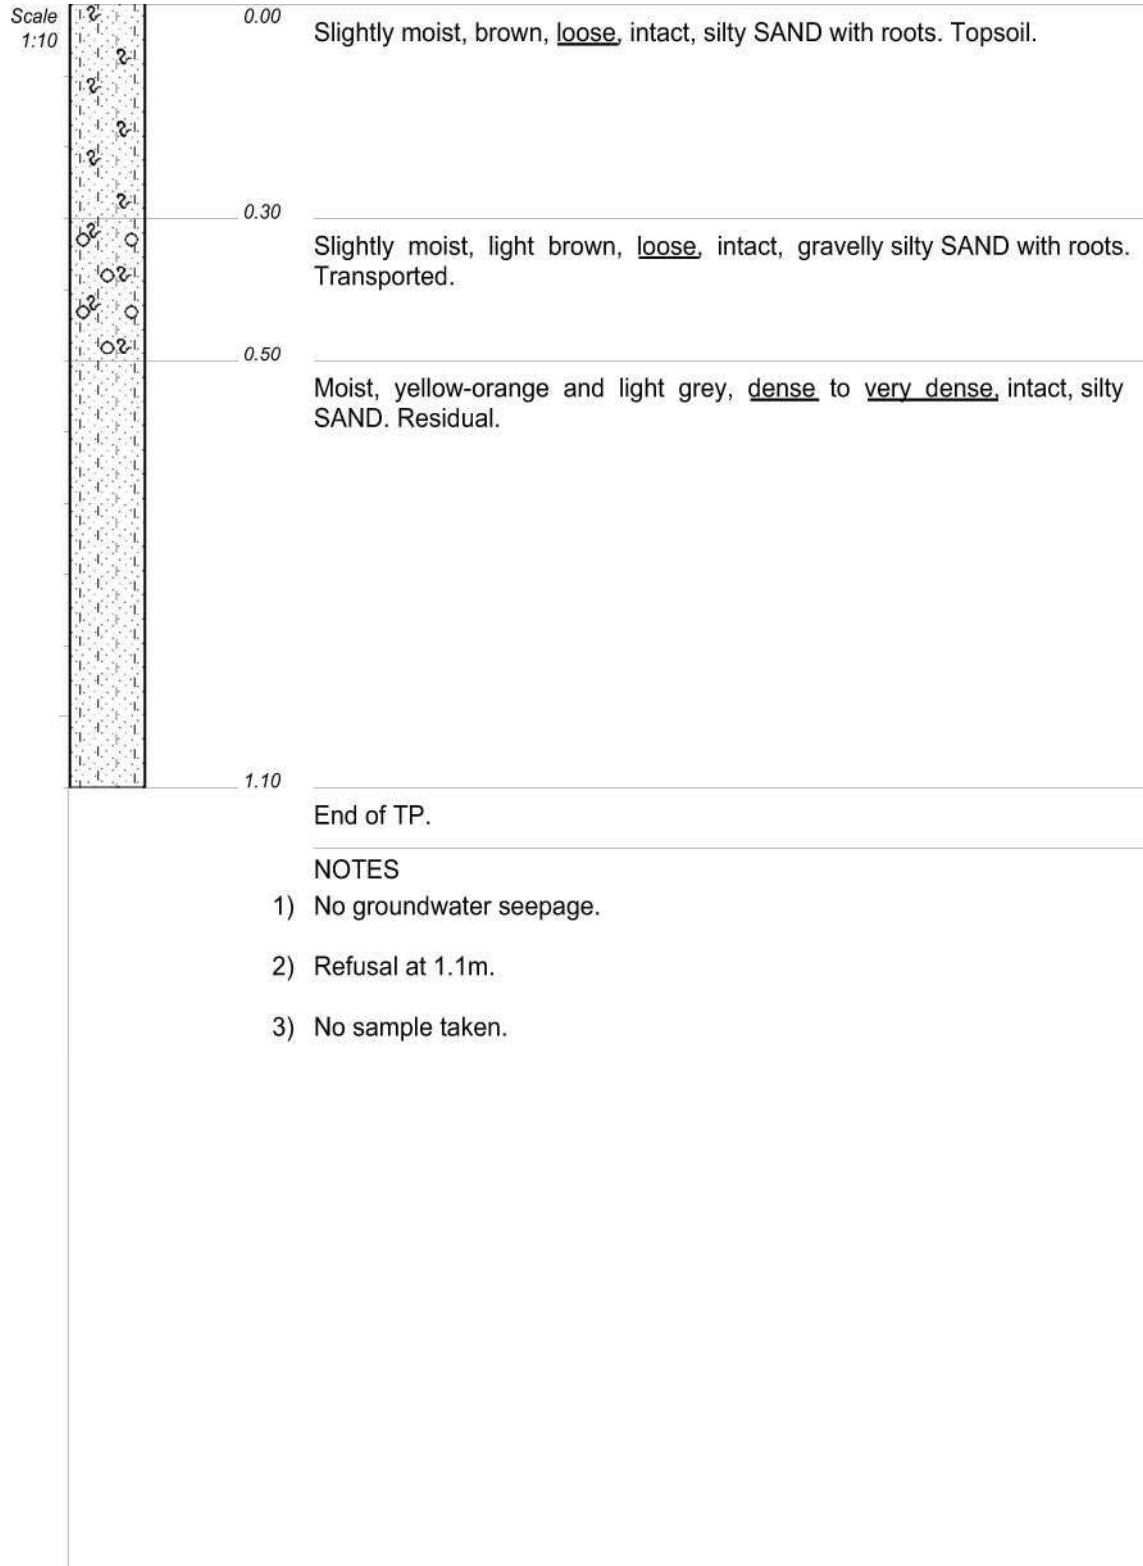 Scale
1:10
0.00
Slightly moist, brown, loose, intact, silty SAND with roots. Topsoil.
0.30
Slightly moist, light brown, loose, intact, gravelly silty SAND with roots.
Transported.
0.50
Moist, yellow-orange and light grey, dense to very dense, intact, silty
SAND. Residual.
1.10
End of TP.
NOTES
1) No groundwater seepage.
2) Refusal at 1.1m.
3) No sample taken.